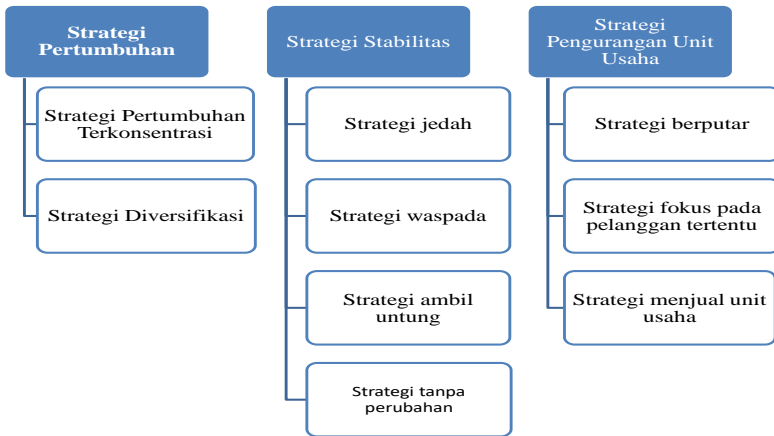 Strategi
Pertumbuhan
Strategi Pertumbuhan
Terkonsentrasi
Strategi Diversifikasi
Strategi Stabilitas
Strategi jedah
Strategi waspada
Strategi ambil
untung
Strategi tanpa
perubahan
Strategi
Pengurangan Unit
Usaha
Strategi berputar
Strategi fokus pada
pelanggan tertentu
Strategi menjual unit
usaha